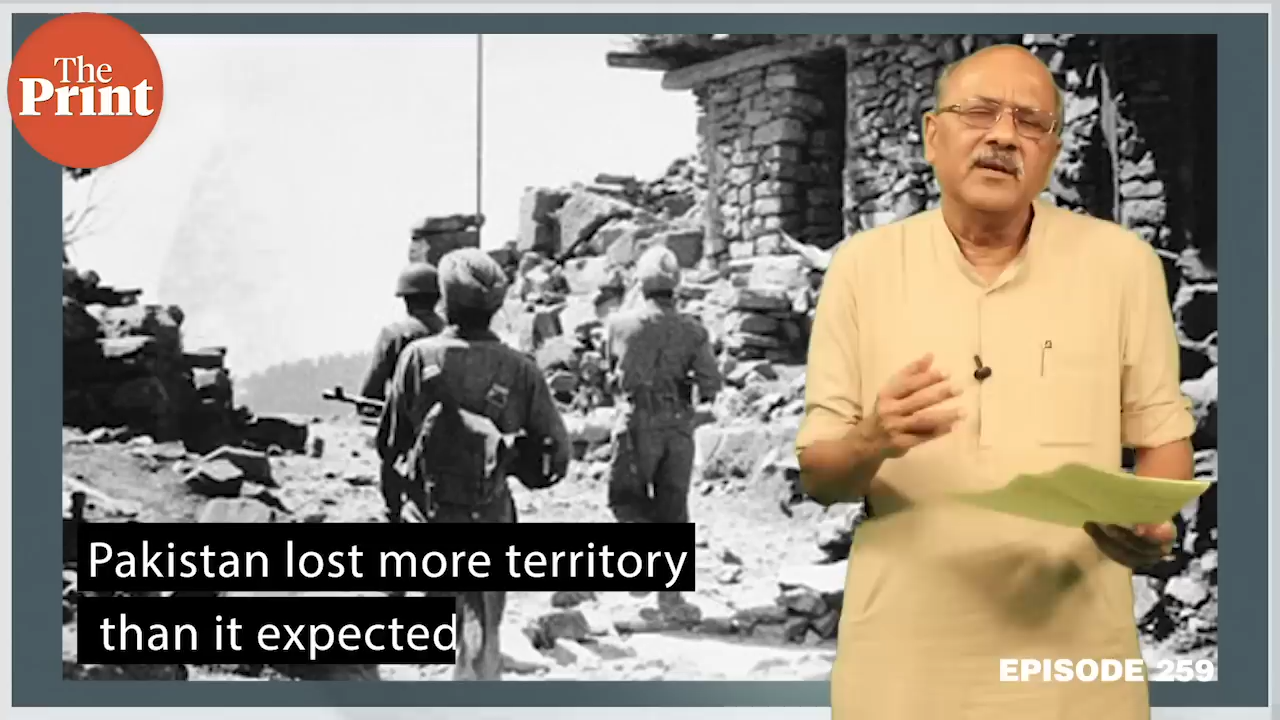 The
Print
Pakistan lost more territory
than it expected
EPISODE 259